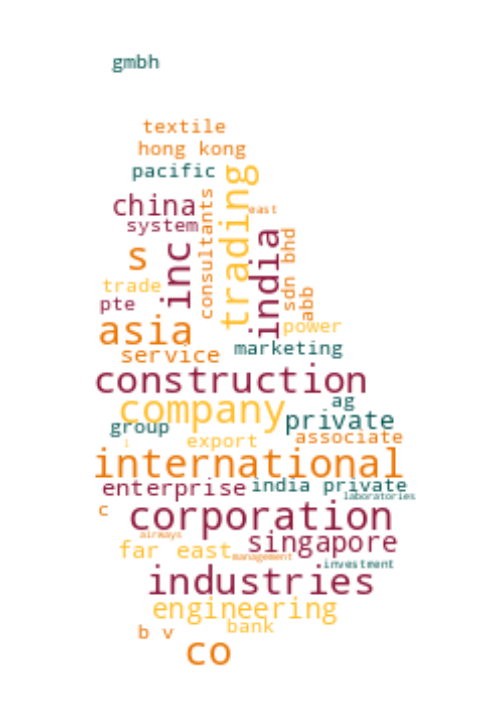 gmbh
textile
hong kong
pacific
trading
east
china
consultants
system
india
sdn bhd
s
inc
trade
abb
pte
asia
power
service
marketing
construction
ag
company
private
group
associate
export
i
international
enterprise
india private
laboratories
c
corporation
airways
singapore
far east
management
investment
industries
engineering
bank
b v
co